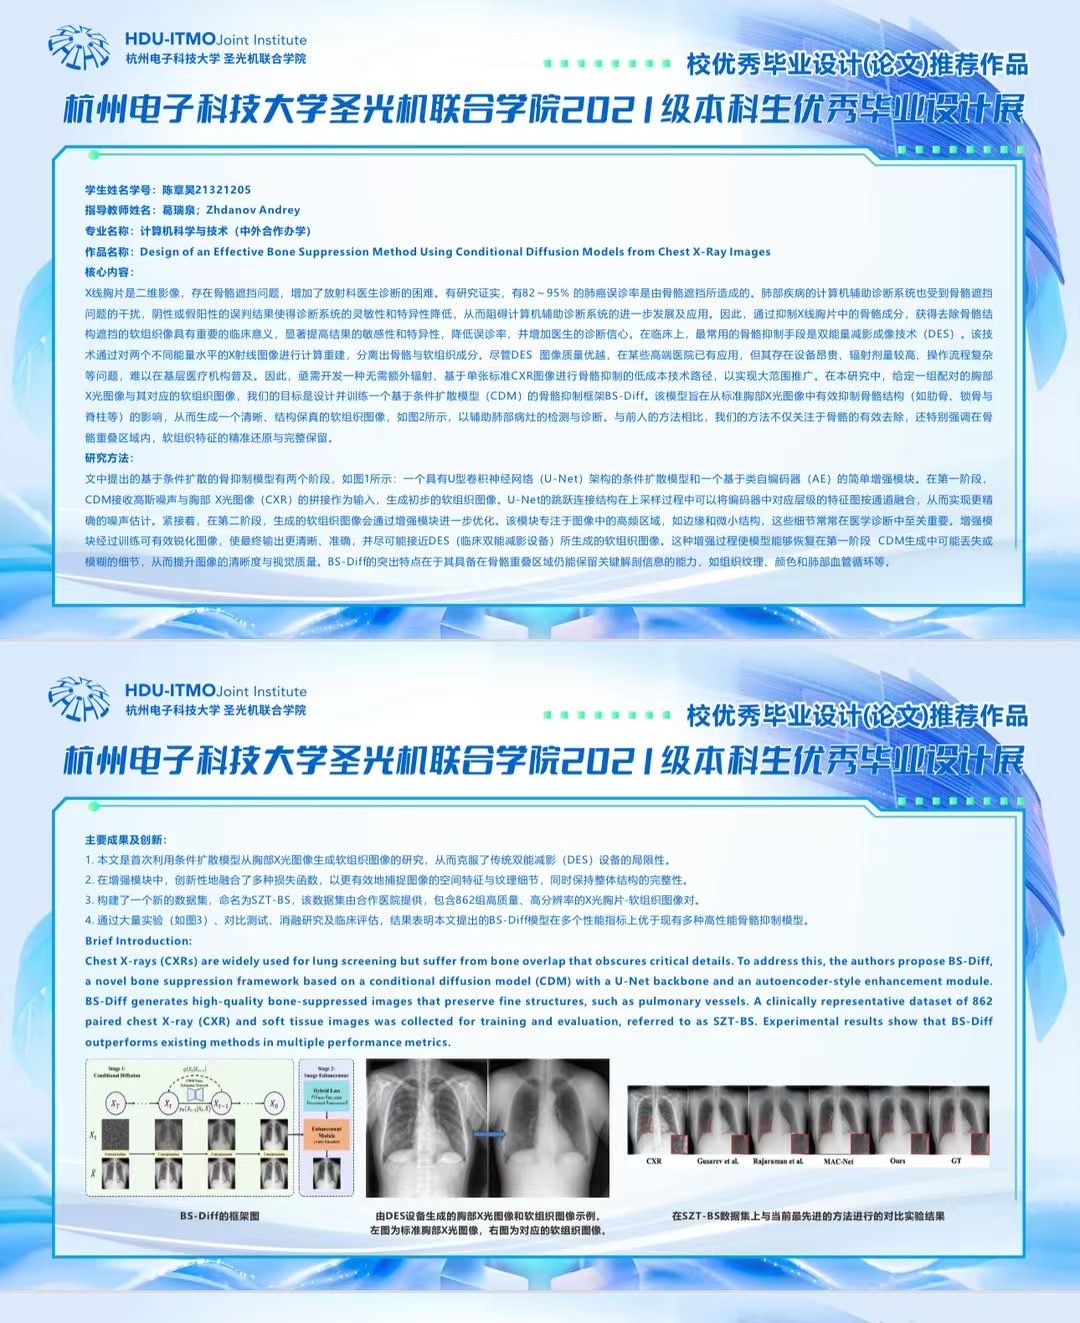 HDU-ITMO Joint Institute
杭州电子科技大学 圣光机联合学院
校优秀毕业设计(论文)推荐作品
杭州电子科技大学圣光机联合学院2021级本科生优秀毕业设计展
学生姓名学号：陈章昊21321205
指导教师姓名：葛瑞泉；Zhdanov Andrey
专业名称：计算机科学与技术（中外合作办学）
作品名称：Design of an Effective Bone Suppression Method Using Conditional Diffusion Models from Chest X-Ray Images
核心内容：
X线胸片是二维影像，存在骨骼遮挡问题，增加了放射科医生诊断的困难。有研究证实，有82～95% 的肺癌误诊率是由骨骼遮挡所造成的。肺部疾病的计算机辅助诊断系统也受到骨骼遮挡
问题的干扰，阴性或假阳性的误判结果使得诊断系统的灵敏性和特异性降低，从而阻碍计算机辅助诊断系统的进一步发展及应用。因此，通过抑制X线胸片中的骨骼成分，获得去除骨骼结
构遮挡的软组织像具有重要的临床意义，显著提高结果的敏感性和特异性，降低误诊率，并增加医生的诊断信心。在临床上，最常用的骨骼抑制手段是双能量减影成像技术（DES）。该技
术通过对两个不同能量水平的X射线图像进行计算重建，分离出骨骼与软组织成分。尽管DES 图像质量优越，在某些高端医院已有应用，但其存在设备昂贵、辐射剂量较高、操作流程复杂
等问题，难以在基层医疗机构普及。因此，亟需开发一种无需额外辐射、基于单张标准CXR图像进行骨骼抑制的低成本技术路径，以实现大范围推广。在本研究中，给定一组配对的胸部
X光图像与其对应的软组织图像，我们的目标是设计并训练一个基于条件扩散模型（CDM）的骨骼抑制框架BS-Diff。该模型旨在从标准胸部X光图像中有效抑制骨骼结构（如肋骨、锁骨与
脊柱等）的影响，从而生成一个清晰、结构保真的软组织图像，如图2所示，以辅助肺部病灶的检测与诊断。与前人的方法相比，我们的方法不仅关注于骨骼的有效去除，还特别强调在骨
骼重叠区域内，软组织特征的精准还原与完整保留。
研究方法：
文中提出的基于条件扩散的骨抑制模型有两个阶段，如图1所示：一个具有U型卷积神经网络（U-Net）架构的条件扩散模型和一个基于类自编码器（AE）的简单增强模块。在第一阶段，
CDM接收高斯噪声与胸部 X光图像（CXR）的拼接作为输入，生成初步的软组织图像。U-Net的跳跃连接结构在上采样过程中可以将编码器中对应层级的特征图按通道融合，从而实现更精
确的噪声估计。紧接着，在第二阶段，生成的软组织图像会通过增强模块进一步优化。该模块专注于图像中的高频区域，如边缘和微小结构，这些细节常常在医学诊断中至关重要。增强模
块经过训练可有效锐化图像，使最终输出更清晰、准确，并尽可能接近DES（临床双能减影设备）所生成的软组织图像。这种增强过程使模型能够恢复在第一阶段 CDM生成中可能丢失或
模糊的细节，从而提升图像的清晰度与视觉质量。BS-Diff的突出特点在于其具备在骨骼重叠区域仍能保留关键解剖信息的能力，如组织纹理、颜色和肺部血管循环等。
HDU-ITMO Joint Institute
杭州电子科技大学 圣光机联合学院
校优秀毕业设计(论文)推荐作品
杭州电子科技大学圣光机联合学院2021级本科生优秀毕业设计展
主要成果及创新：
1. 本文是首次利用条件扩散模型从胸部X光图像生成软组织图像的研究，从而克服了传统双能减影（DES）设备的局限性。
2. 在增强模块中，创新性地融合了多种损失函数，以更有效地捕捉图像的空间特征与纹理细节，同时保持整体结构的完整性。
3. 构建了一个新的数据集，命名为SZT-BS，该数据集由合作医院提供，包含862组高质量、高分辨率的X光胸片-软组织图像对。
4. 通过大量实验（如图3）、对比测试、消融研究及临床评估，结果表明本文提出的BS-Diff模型在多个性能指标上优于现有多种高性能骨骼抑制模型。
Brief Introduction:
Chest X-rays (CXRs) are widely used for lung screening but suffer from bone overlap that obscures critical details. To address this, the authors propose BS-Diff,
a novel bone suppression framework based on a conditional diffusion model (CDM) with a U-Net backbone and an autoencoder-style enhancement module.
BS-Diff generates high-quality bone-suppressed images that preserve fine structures, such as pulmonary vessels. A clinically representative dataset of 862
paired chest X-ray (CXR) and soft tissue images was collected for training and evaluation, referred to as SZT-BS. Experimental results show that BS-Diff
outperforms existing methods in multiple performance metrics.
Stage 1:
Conditional Diffusion
Stage 2:
Image Enhancement
Hybrid Loss
Enhancement
Module
CXR
Gusarev et al.
Rajaraman et al.
MAC-Net
Ours
GT
BS-Diff的框架图
由DES设备生成的胸部X光图像和软组织图像示例。
左图为标准胸部X光图像，右图为对应的软组织图像。
在SZT-BS数据集上与当前最先进的方法进行的对比实验结果